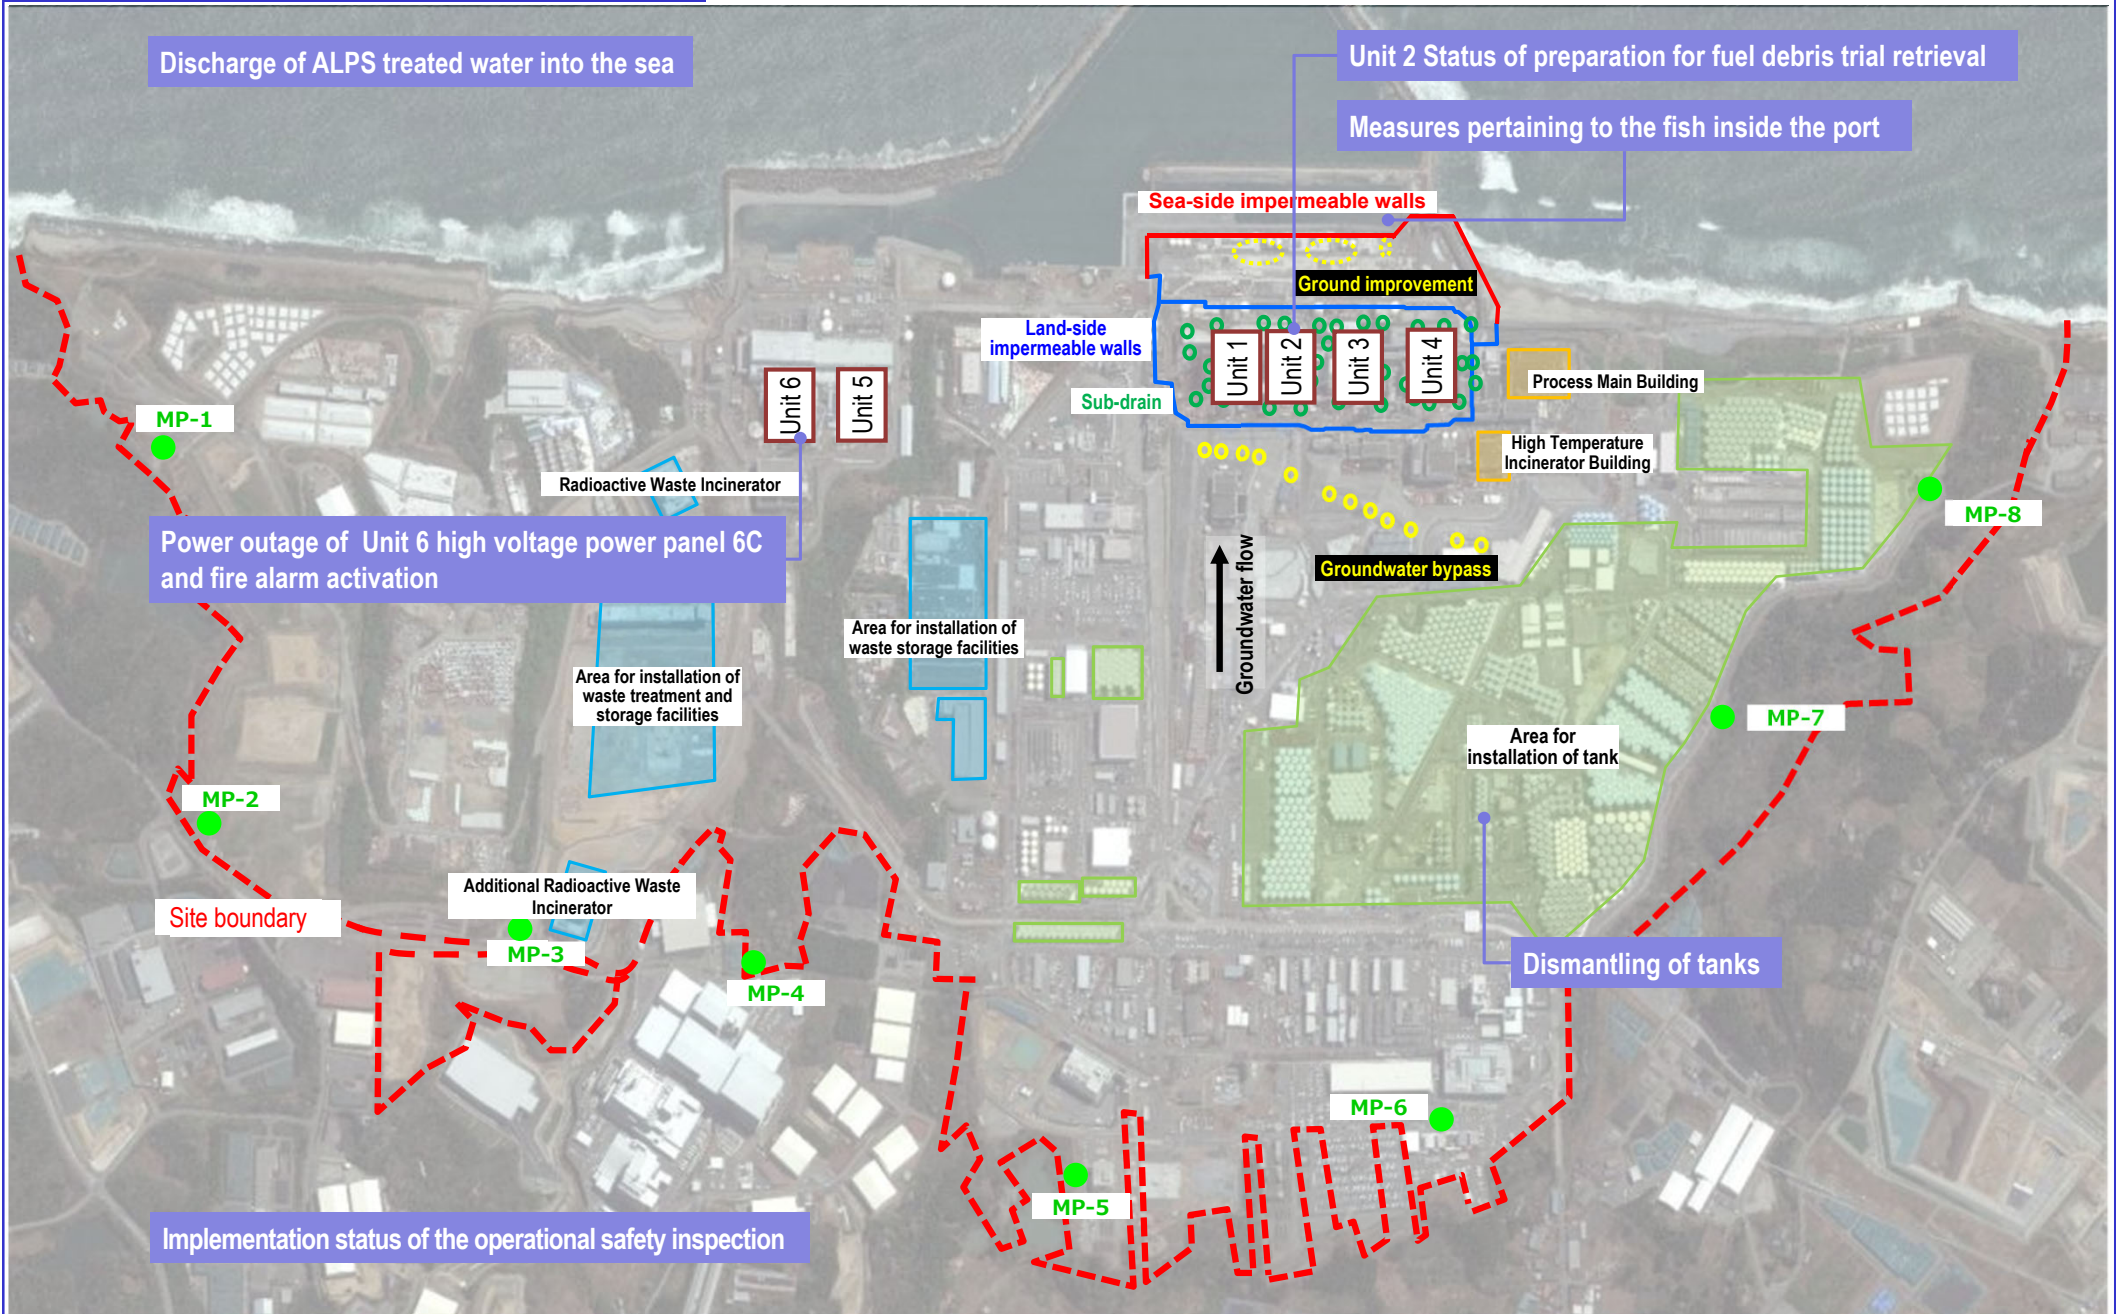 Discharge of ALPS treated water into the sea
Unit 2 Status of preparation for fuel debris trial retrieval
Measures pertaining to the fish inside the port
Sea-side impermeable walls
Ground improvement
Land-side
impermeable walls
Unit 1
Unit 2
Unit 3
Unit 4
Unit 6
Unit 5
Process Main Building
Sub-drain
MP-1
High Temperature
Incinerator Building
Radioactive Waste Incinerator
MP-8
Power outage of Unit 6 high voltage power panel 6C
and fire alarm activation
Groundwater bypass
Groundwater flow
Area for installation of
waste storage facilities
Area for installation of
waste treatment and
storage facilities
MP-7
Area for
installation of tank
MP-2
Additional Radioactive Waste
Incinerator
Site boundary
MP-3
Dismantling of tanks
MP-4
MP-6
MP-5
Implementation status of the operational safety inspection